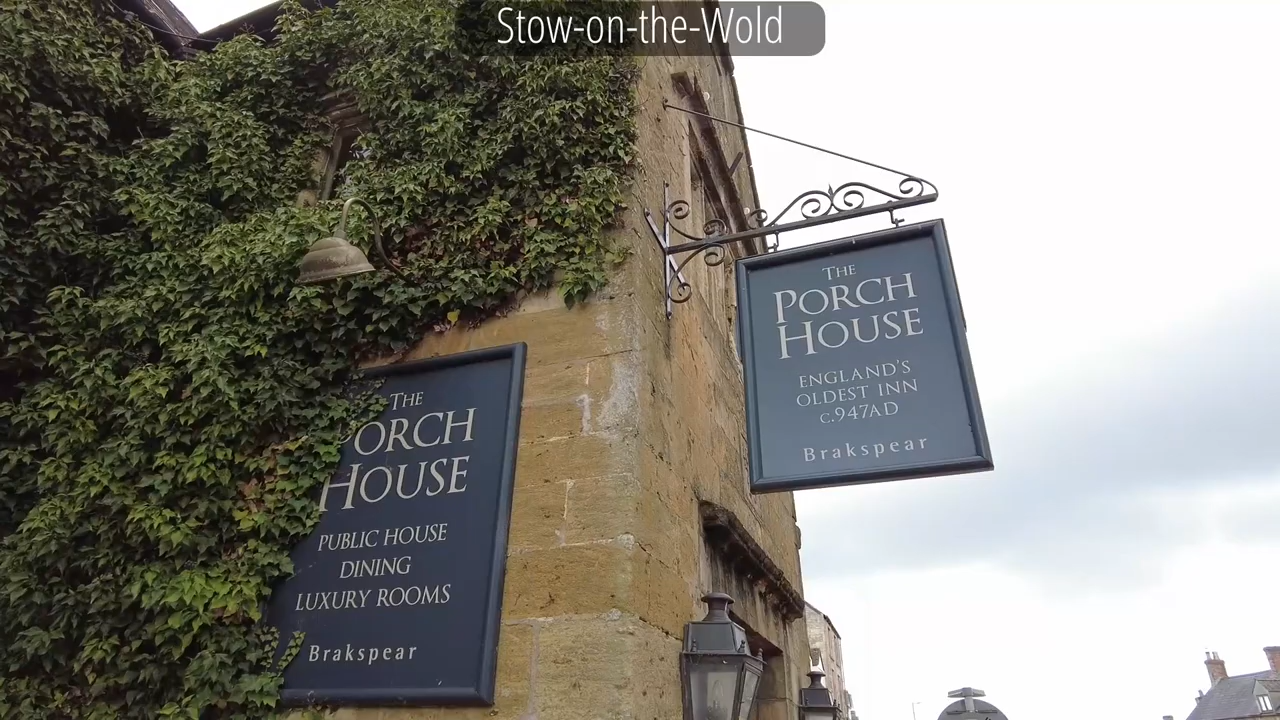 Stow-on-the-Wold
THE
PORCH
HOUSE
ENGLAND'S
OLDEST INN
c.947AD
Brakspear
THE
PORCH
HOUSE
PUBLIC HOUSE
DINING
LUXURY ROOMS
Brakspear